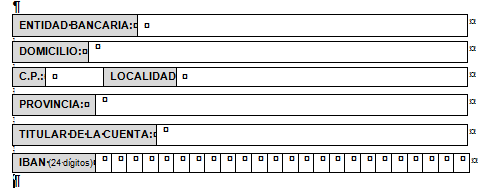 ENTIDAD BANCARIA:
DOMICILIO:
C.P.: LOCALIDAD
PROVINCIA:
TITULAR DE LA CUENTA:
IBAN (24 dígitos)